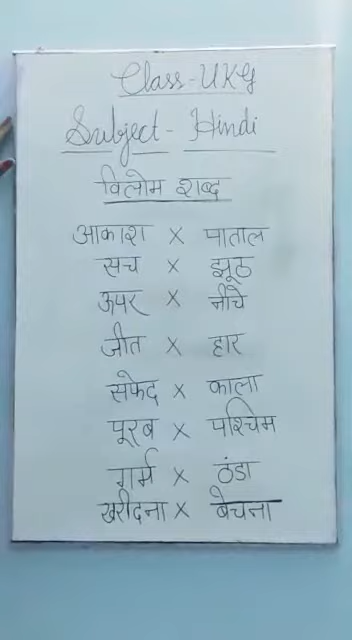 Class-UKG
Subject - Hindi
विलोम शब्द
आकाश X पाताल
सच X झूठ
ऊपर X नीचे
जीत X हार
सफेद X काला
पूरब X पश्चिम
गर्म X ठंडा
खरीदना X बेचना